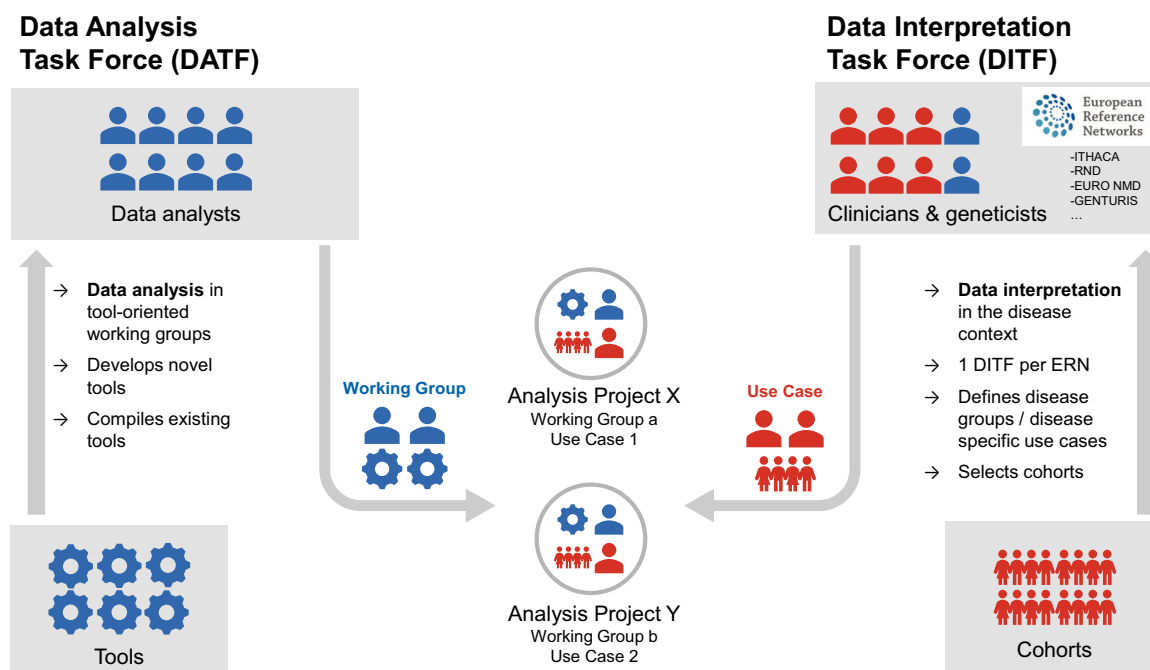 Data Analysis
Task Force (DATF)
Data analysts
→ Data analysis in
tool-oriented
working groups
→ Develops novel
tools
→ Compiles existing
tools
Tools
Working Group
Analysis Project X
Working Group a
Use Case 1
Analysis Project Y
Working Group b
Use Case 2
Use Case
Data Interpretation
Task Force (DITF)
European
Reference
Networks
-ITHACA
-RND
-EURO NMD
-GENTURIS
...
Clinicians & geneticists
→ Data interpretation
in the disease
context
→ 1 DITF per ERN
→ Defines disease
groups / disease
specific use cases
→ Selects cohorts
Cohorts